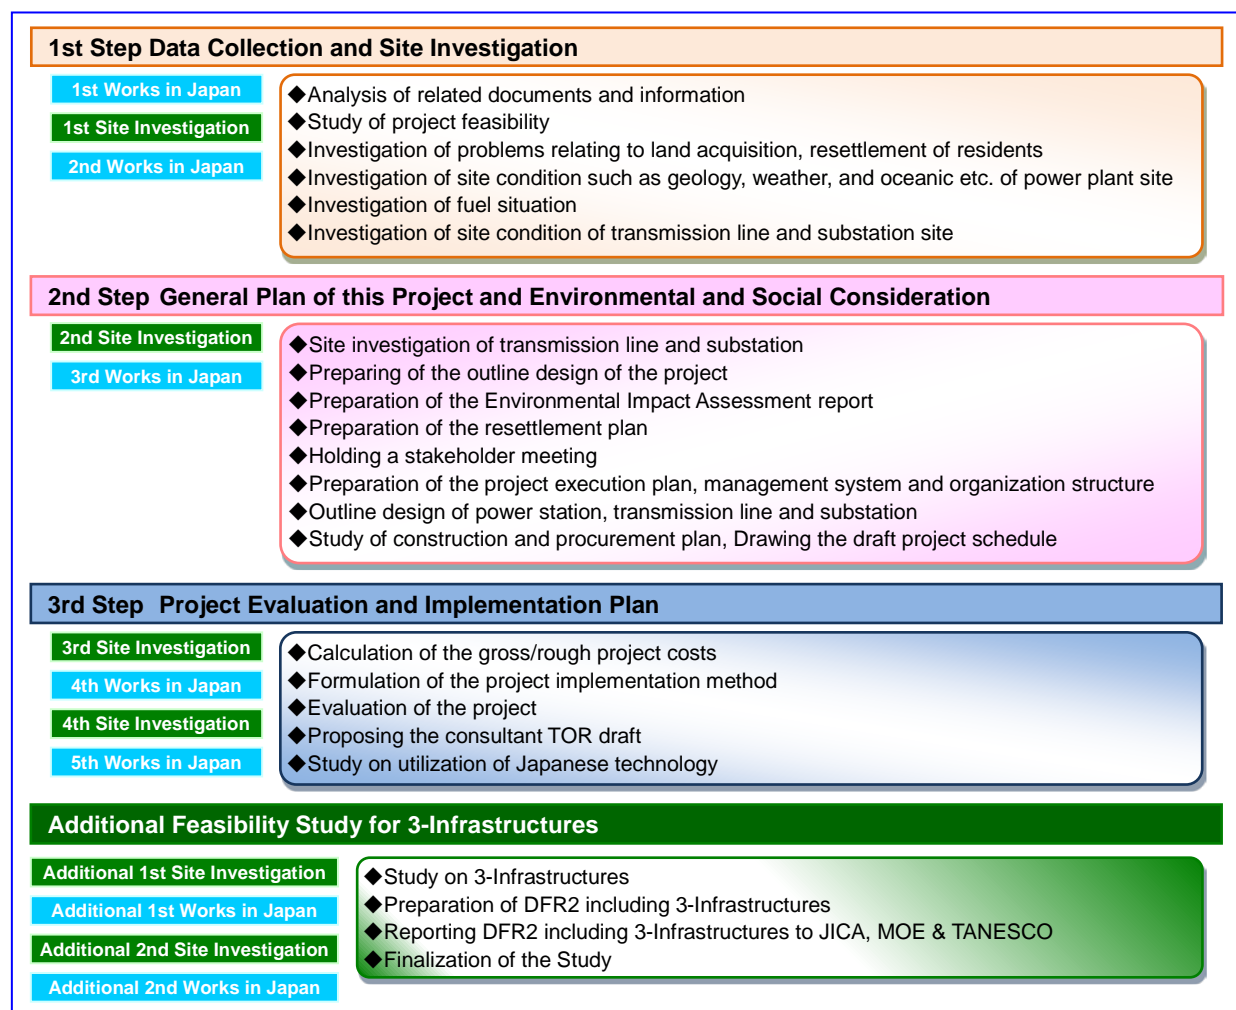 1st Step Data Collection and Site Investigation
1st Works in Japan
1st Site Investigation
2nd Works in Japan
◆Analysis of related documents and information
◆Study of project feasibility
◆Investigation of problems relating to land acquisition, resettlement of residents
◆Investigation of site condition such as geology, weather, and oceanic etc. of power plant site
◆Investigation of fuel situation
◆Investigation of site condition of transmission line and substation site
2nd Step General Plan of this Project and Environmental and Social Consideration
2nd Site Investigation
3rd Works in Japan
◆Site investigation of transmission line and substation
◆Preparing of the outline design of the project
◆Preparation of the Environmental Impact Assessment report
◆Preparation of the resettlement plan
◆Holding a stakeholder meeting
◆Preparation of the project execution plan, management system and organization structure
◆Outline design of power station, transmission line and substation
◆Study of construction and procurement plan, Drawing the draft project schedule
3rd Step Project Evaluation and Implementation Plan
3rd Site Investigation
4th Works in Japan
4th Site Investigation
5th Works in Japan
◆Calculation of the gross/rough project costs
◆Formulation of the project implementation method
◆Evaluation of the project
◆Proposing the consultant TOR draft
◆Study on utilization of Japanese technology
Additional Feasibility Study for 3-Infrastructures
Additional 1st Site Investigation
Additional 1st Works in Japan
Additional 2nd Site Investigation
Additional 2nd Works in Japan
◆Study on 3-Infrastructures
◆Preparation of DFR2 including 3-Infrastructures
◆Reporting DFR2 including 3-Infrastructures to JICA, MOE & TANESCO
◆Finalization of the Study